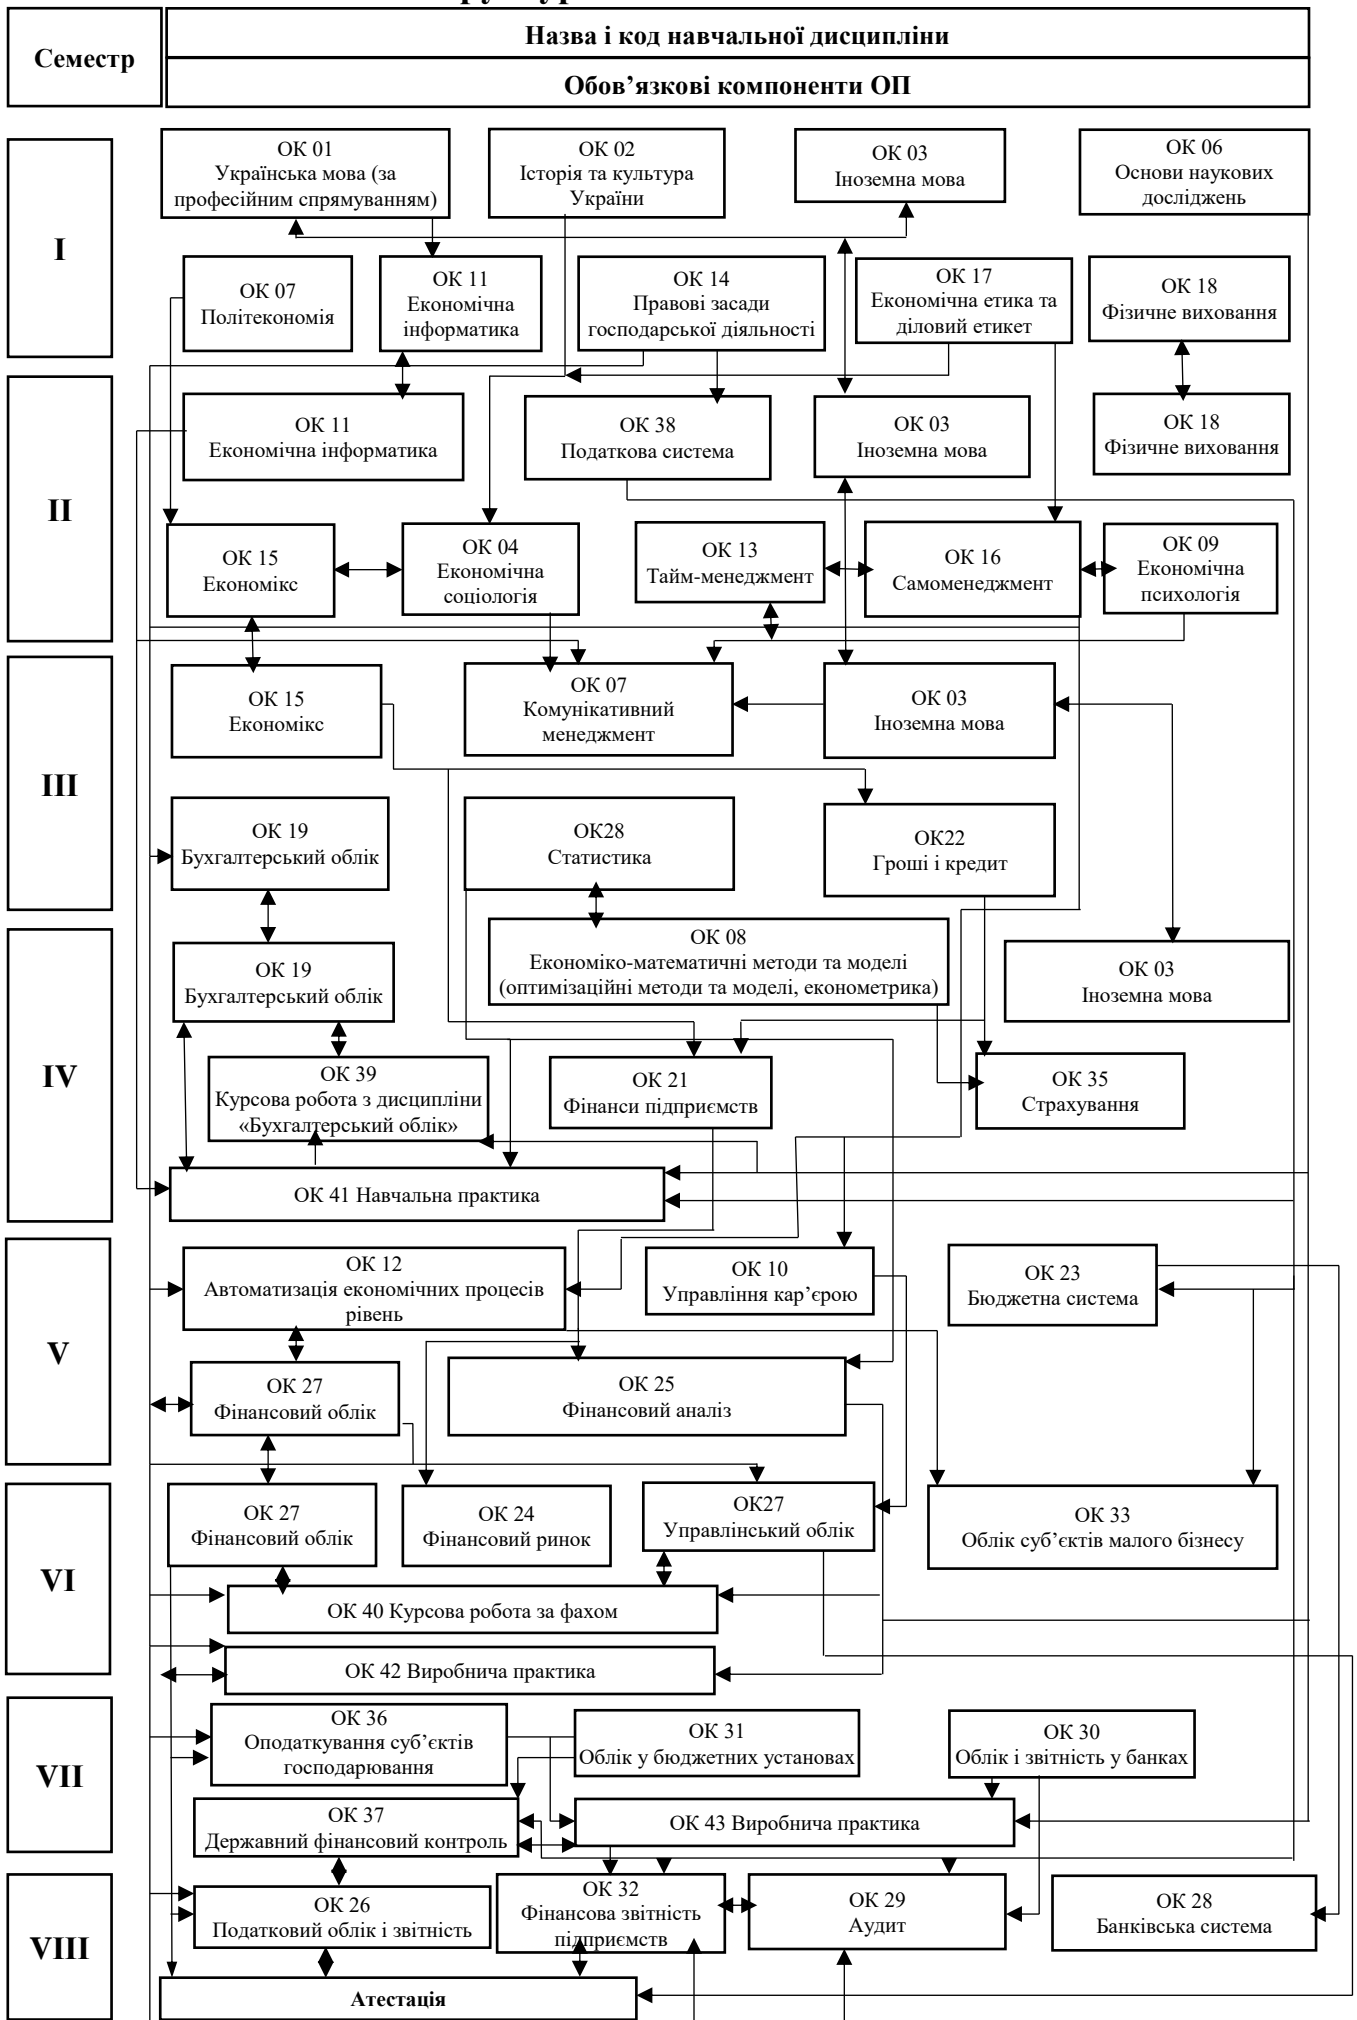 Семестр
Назва і код навчальної дисципліни
Обов’язкові компоненти ОП
I
ОК 01
Українська мова (за
професійним спрямуванням)
ОК 02
Історія та культура
України
ОК 03
Іноземна мова
ОК 06
Основи наукових
досліджень
ОК 07
Політекономія
ОК 11
Економічна
інформатика
ОК 14
Правові засади
господарської діяльності
ОК 17
Економічна етика та
діловий етикет
ОК 18
Фізичне виховання
II
ОК 11
Економічна інформатика
ОК 38
Податкова система
ОК 03
Іноземна мова
ОК 18
Фізичне виховання
ОК 15
Економікс
ОК 04
Економічна
соціологія
ОК 13
Тайм-менеджмент
ОК 16
Самоменеджмент
ОК 09
Економічна
психологія
III
ОК 15
Економікс
ОК 07
Комунікативний
менеджмент
ОК 03
Іноземна мова
ОК 19
Бухгалтерський облік
ОК28
Статистика
ОК22
Гроші і кредит
IV
ОК 19
Бухгалтерський облік
ОК 08
Економіко-математичні методи та моделі
(оптимізаційні методи та моделі, економетрика)
ОК 03
Іноземна мова
ОК 39
Курсова робота з дисципліни
«Бухгалтерський облік»
ОК 21
Фінанси підприємств
ОК 35
Страхування
ОК 41 Навчальна практика
V
ОК 12
Автоматизація економічних процесів
рівень
ОК 10
Управління кар’єрою
ОК 23
Бюджетна система
ОК 27
Фінансовий облік
ОК 25
Фінансовий аналіз
VI
ОК 27
Фінансовий облік
ОК 24
Фінансовий ринок
ОК27
Управлінський облік
ОК 33
Облік суб’єктів малого бізнесу
ОК 40 Курсова робота за фахом
ОК 42 Виробнича практика
VII
ОК 36
Оподаткування суб’єктів
господарювання
ОК 31
Облік у бюджетних установах
ОК 30
Облік і звітність у банках
ОК 37
Державний фінансовий контроль
ОК 43 Виробнича практика
VIII
ОК 26
Податковий облік і звітність
ОК 32
Фінансова звітність
підприємств
ОК 29
Аудит
ОК 28
Банківська система
Атестація